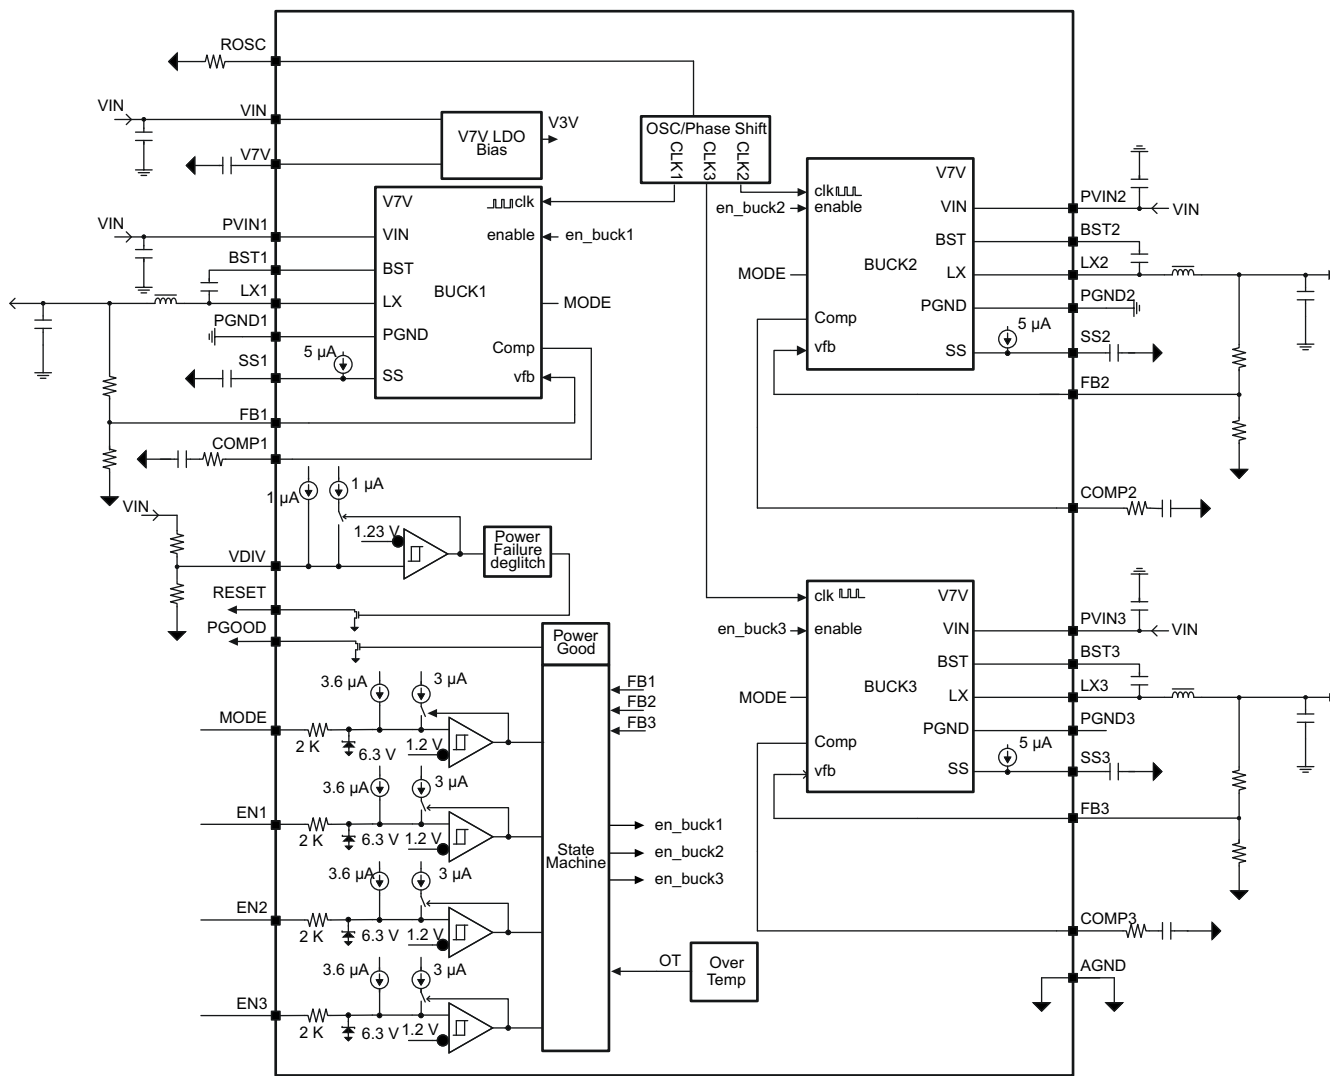 ROSC
VIN
VIN
V7V
V7V LDO
Bias
V3V
OSC/Phase Shift
CLK1
CLK3
CLK2
V7V
clk
VIN
PVIN1
VIN
enable
en_buck1
BST1
BST
BUCK1
LX1
LX
MODE
PGND1
PGND
Comp
5 µA
SS1
SS
vfb
FB1
COMP1
V7V
clk
en_buck2
enable
VIN
PVIN2
VIN
BST
BST2
MODE
BUCK2
LX
LX2
PGND
PGND2
Comp
5 µA
SS2
vfb
SS
FB2
COMP2
1 µA
1 µA
VIN
1.23 V
Power
Failure
deglitch
VDIV
RESET
PGOOD
Power
Good
clk
V7V
en_buck3
enable
VIN
PVIN3
VIN
BST
BST3
MODE
BUCK3
LX
LX3
PGND
PGND3
Comp
5 µA
SS3
vfb
SS
FB3
COMP3
AGND
3.6 µA
3 µA
FB1
FB2
FB3
MODE
2 K
6.3 V
1.2 V
3.6 µA
3 µA
EN1
2 K
6.3 V
1.2 V
State
Machine
en_buck1
en_buck2
en_buck3
3.6 µA
3 µA
EN2
2 K
6.3 V
1.2 V
OT
Over
Temp
3.6 µA
3 µA
EN3
2 K
6.3 V
1.2 V